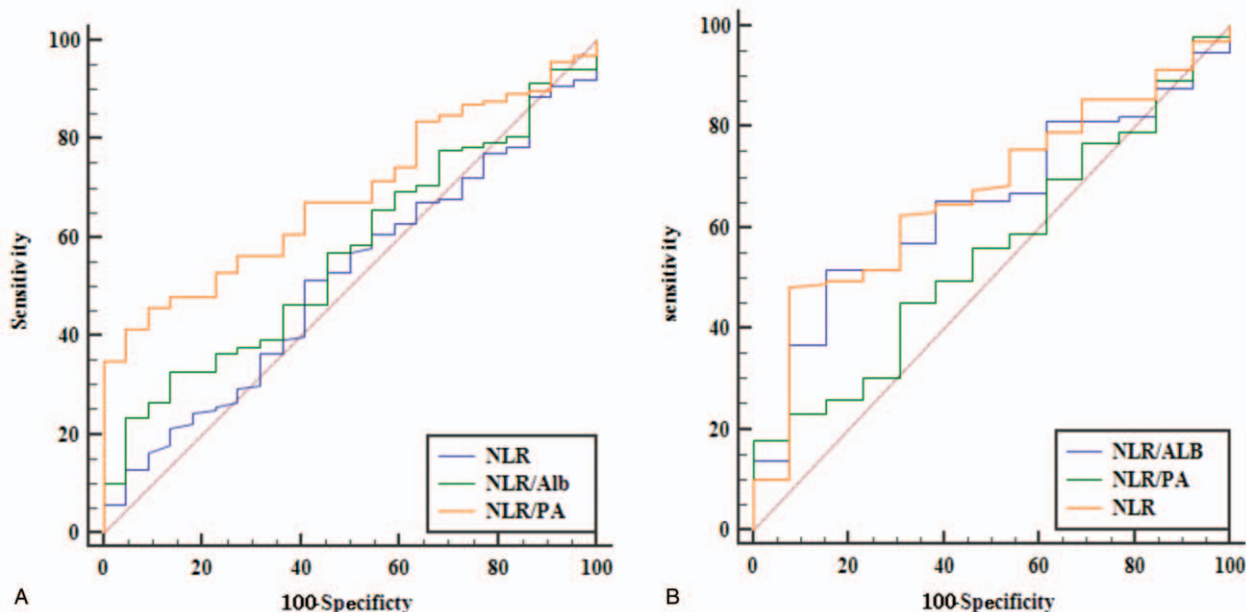 100
80
60
40
20
0
Sensitivity
NLR
NLR/Alb
NLR/PA
0 20 40 60 80 100
100-Specificty
A
100
80
60
40
20
0
sensitivity
NLR/ALB
NLR/PA
NLR
0 20 40 60 80 100
100-Specificity
B